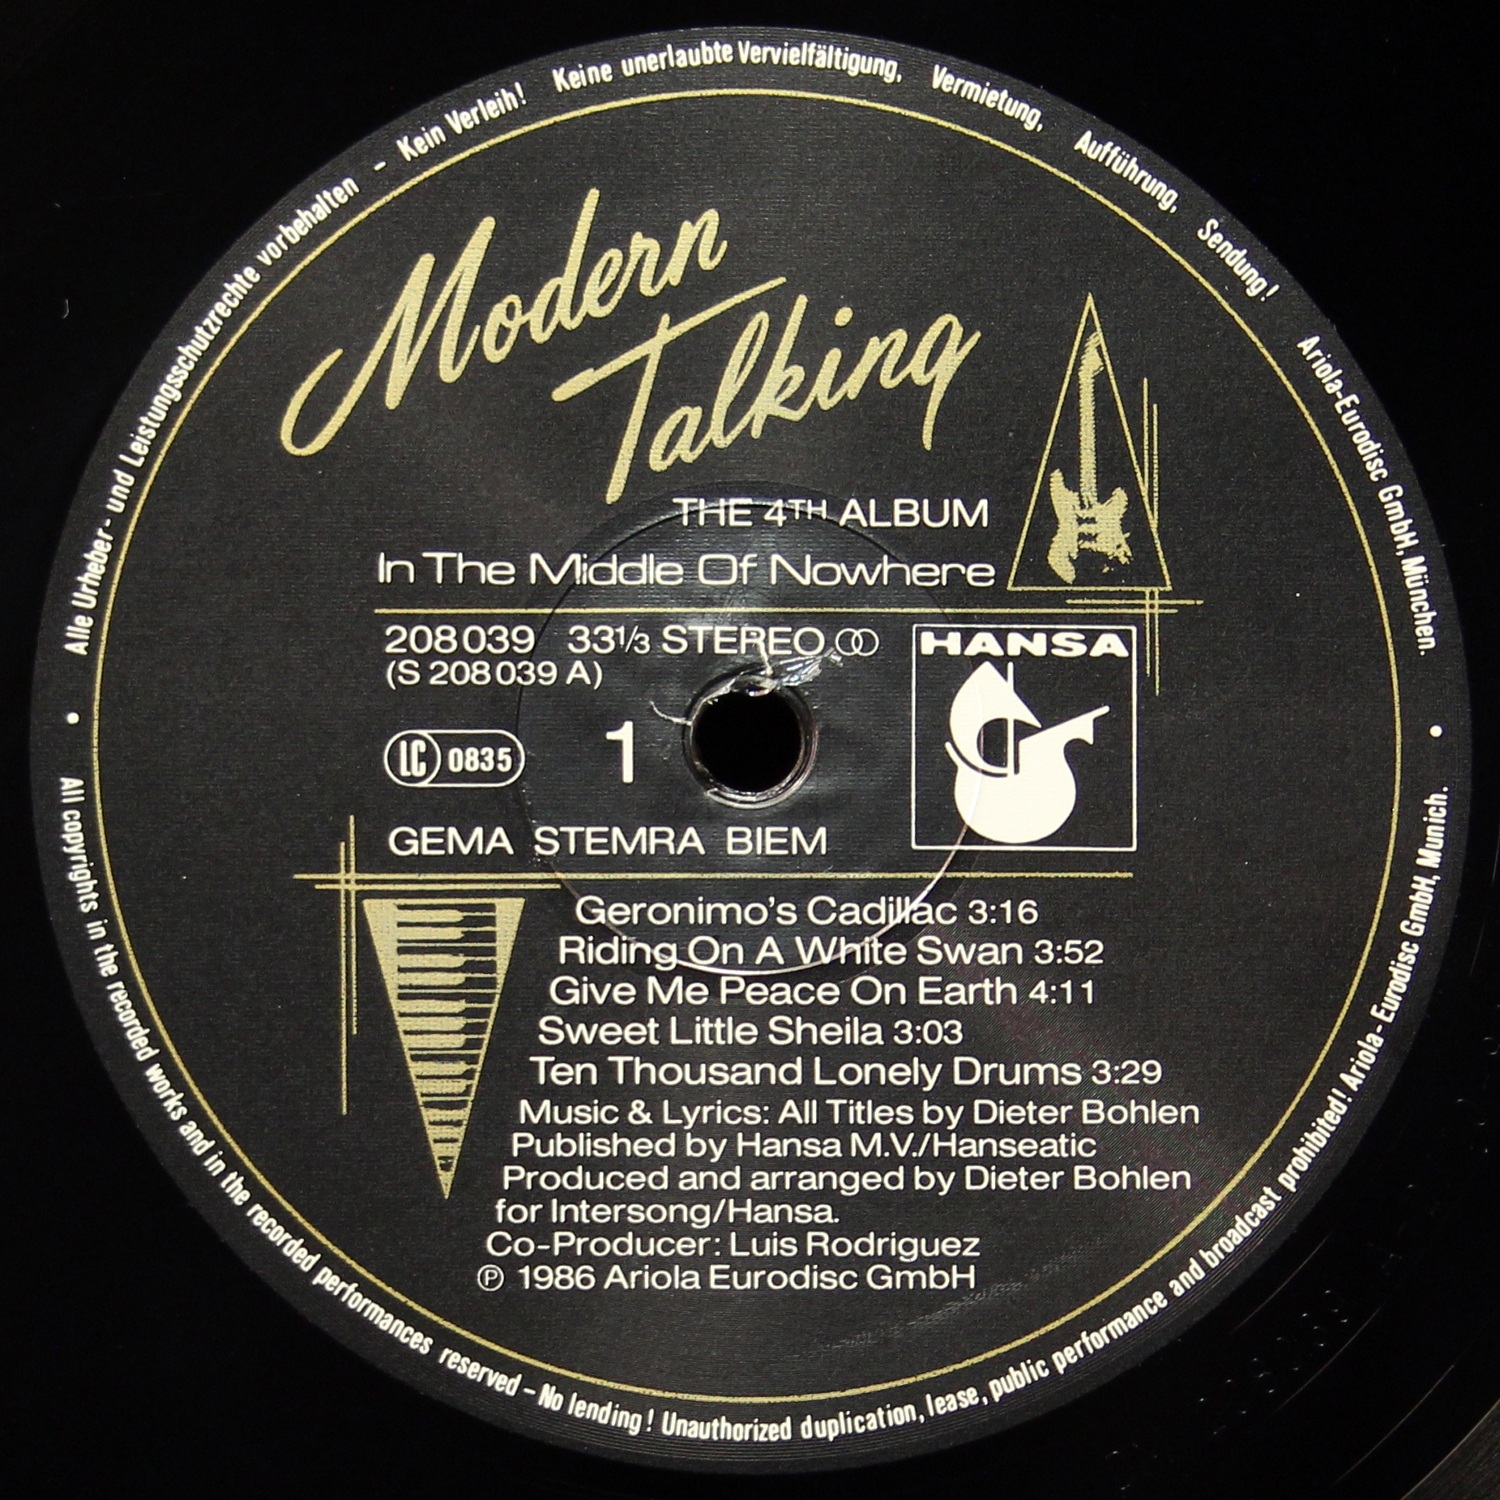 Alle Urheber- und Leistungsschutzrechte vorbehalten – Kein Verleih! Keine unerlaubte Vervielfältigung, Vermietung, Aufführung, Sendung! Ariola-Eurodisc GmbH, München.
Modern
Talking
THE 4TH ALBUM
In The Middle Of Nowhere
208 039 33 1/3 STEREO
(S 208 039 A)
HANSA
LC 0835
1
GEMA STEMRA BIEM
Geronimo's Cadillac 3:16
Riding On A White Swan 3:52
Give Me Peace On Earth 4:11
Sweet Little Sheila 3:03
Ten Thousand Lonely Drums 3:29
Music & Lyrics: All Titles by Dieter Bohlen
Published by Hansa M.V./Hanseatic
Produced and arranged by Dieter Bohlen
for Intersong/Hansa.
Co-Producer: Luis Rodriguez
℗ 1986 Ariola Eurodisc GmbH
All copyrights in the recorded works and in the recorded performances reserved – No lending! Unauthorized duplication, lease, public performance and broadcast prohibited! Ariola-Eurodisc GmbH, Munich.